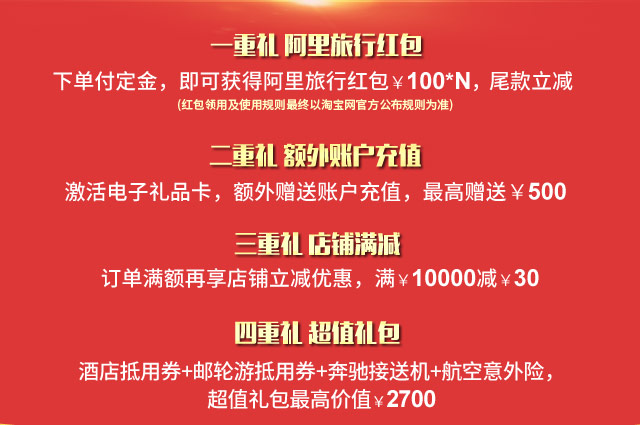 一重礼 阿里旅行红包
下单付定金，即可获得阿里旅行红包￥100*N，尾款立减
(红包领用及使用规则最终以淘宝网官方公布规则为准)
二重礼 额外账户充值
激活电子礼品卡，额外赠送账户充值，最高赠送￥500
三重礼 店铺满减
订单满额再享店铺立减优惠，满￥10000减￥30
四重礼 超值礼包
酒店抵用券+邮轮游抵用券+奔驰接送机+航空意外险，
超值礼包最高价值￥2700